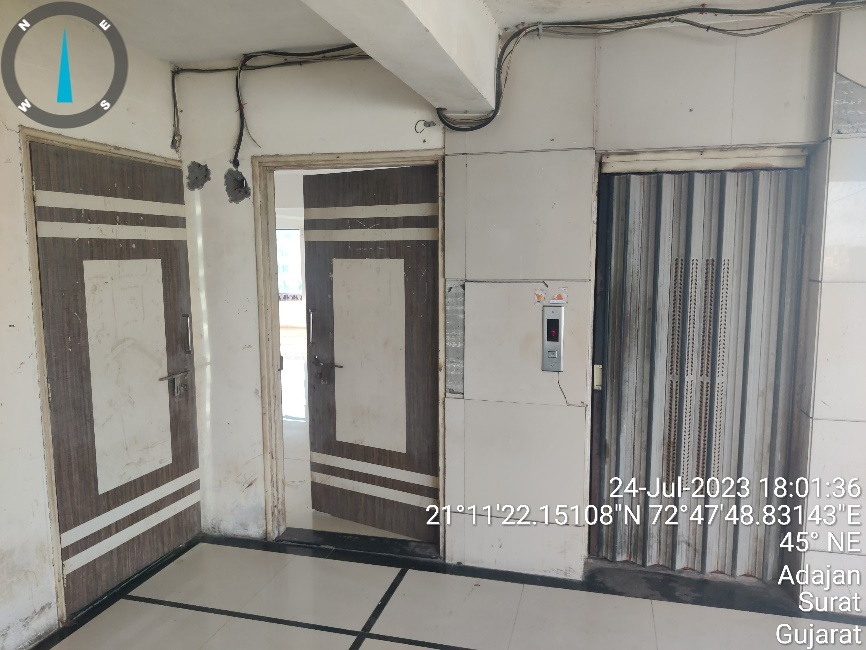 N
E
W
S
24-Jul-2023 18:01:36
21°11'22.15108"N 72°47'48.83143"E
45° NE
Adajan
Surat
Gujarat